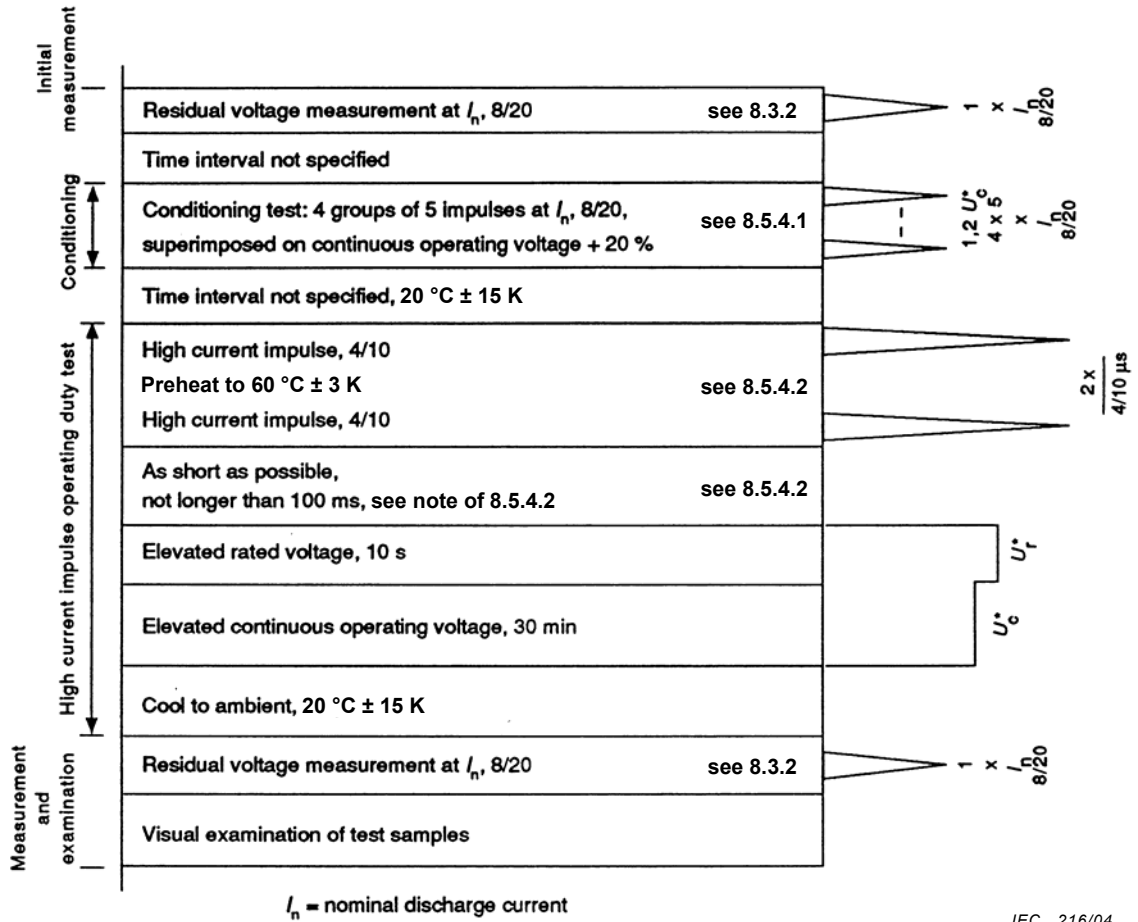 Initial
measurement
Residual voltage measurement at Iₙ, 8/20 see 8.3.2
1 x Iₙ 8/20
Time interval not specified
Conditioning
Conditioning test: 4 groups of 5 impulses at Iₙ, 8/20,
superimposed on continuous operating voltage + 20 %
see 8.5.4.1
1,2 U*c
4 x 5 x Iₙ 8/20
Time interval not specified, 20 °C ± 15 K
High current impulse operating duty test
High current impulse, 4/10
Preheat to 60 °C ± 3 K
see 8.5.4.2
High current impulse, 4/10
2 x
4/10 µs
As short as possible,
not longer than 100 ms, see note of 8.5.4.2
see 8.5.4.2
Elevated rated voltage, 10 s
U*r
Elevated continuous operating voltage, 30 min
U*c
Cool to ambient, 20 °C ± 15 K
Measurement
and
examination
Residual voltage measurement at Iₙ, 8/20 see 8.3.2
1 x Iₙ 8/20
Visual examination of test samples
Iₙ = nominal discharge current
IEC 216/04